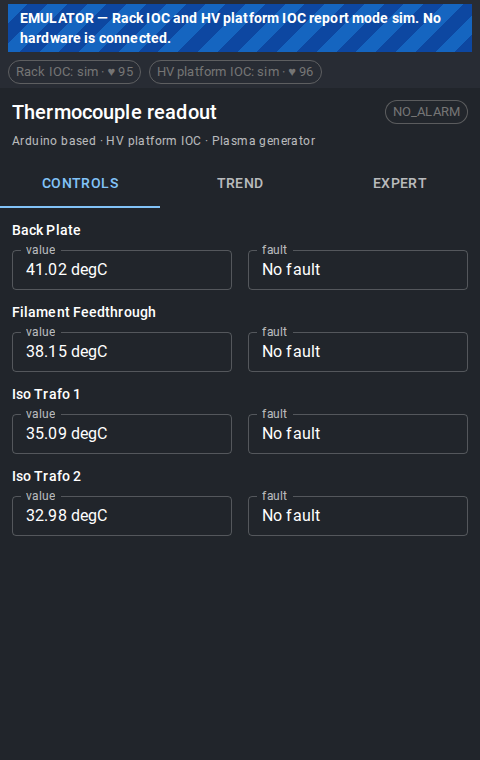 EMULATOR — Rack IOC and HV platform IOC report mode sim. No
hardware is connected.
Rack IOC: sim · ♥ 95
HV platform IOC: sim · ♥ 96
Thermocouple readout
NO_ALARM
Arduino based · HV platform IOC · Plasma generator
CONTROLS
TREND
EXPERT
Back Plate
value
41.02 degC
fault
No fault
Filament Feedthrough
value
38.15 degC
fault
No fault
Iso Trafo 1
value
35.09 degC
fault
No fault
Iso Trafo 2
value
32.98 degC
fault
No fault